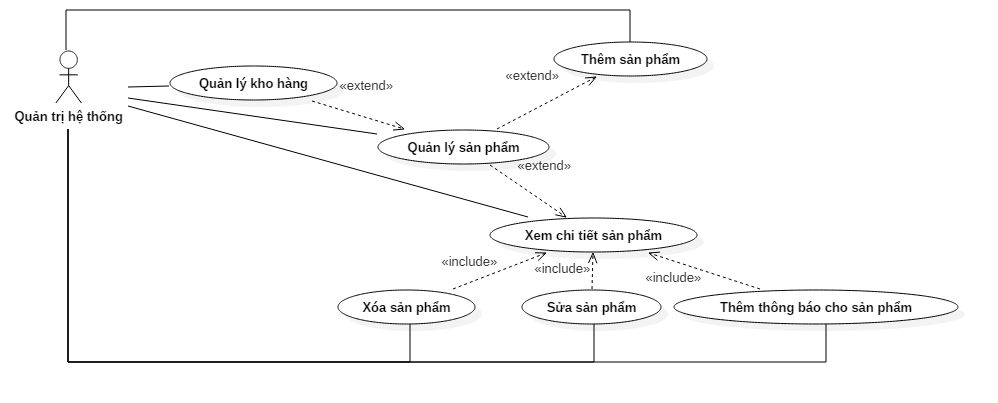 Thêm sản phẩm
«extend»
Quản lý kho hàng
«extend»
Quản trị hệ thống
Quản lý sản phẩm
«extend»
Xem chi tiết sản phẩm
«include»
«include»
«include»
Xóa sản phẩm
Sửa sản phẩm
Thêm thông báo cho sản phẩm